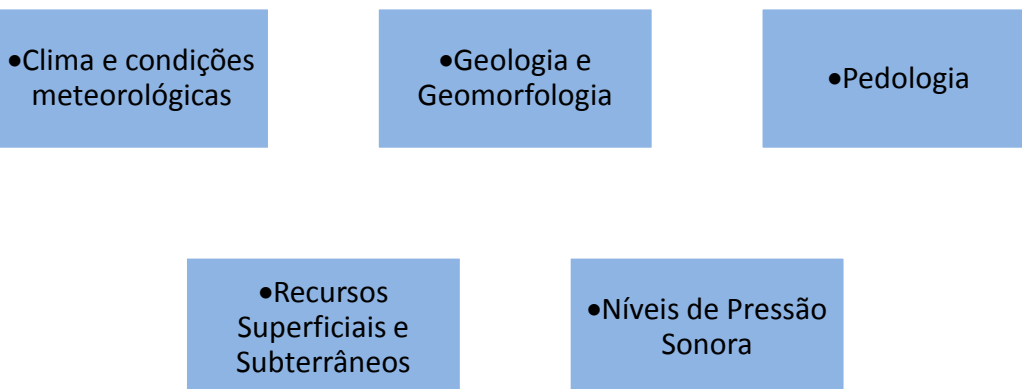 •Clima e condições
meteorológicas
•Geologia e
Geomorfologia
•Pedologia
•Recursos
Superficiais e
Subterrâneos
•Níveis de Pressão
Sonora